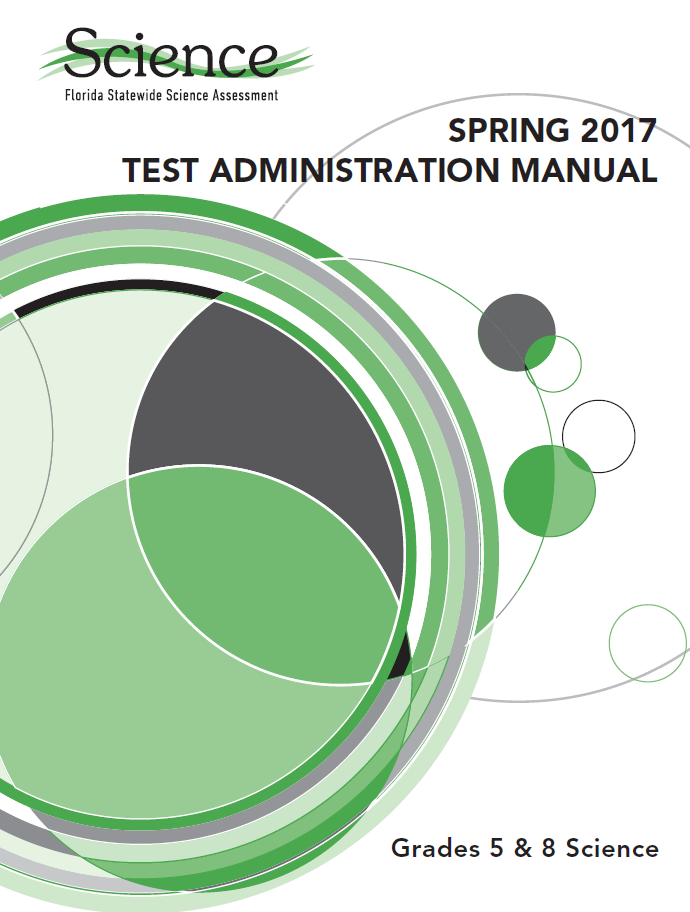 Science
Florida Statewide Science Assessment
SPRING 2017
TEST ADMINISTRATION MANUAL
Grades 5 & 8 Science